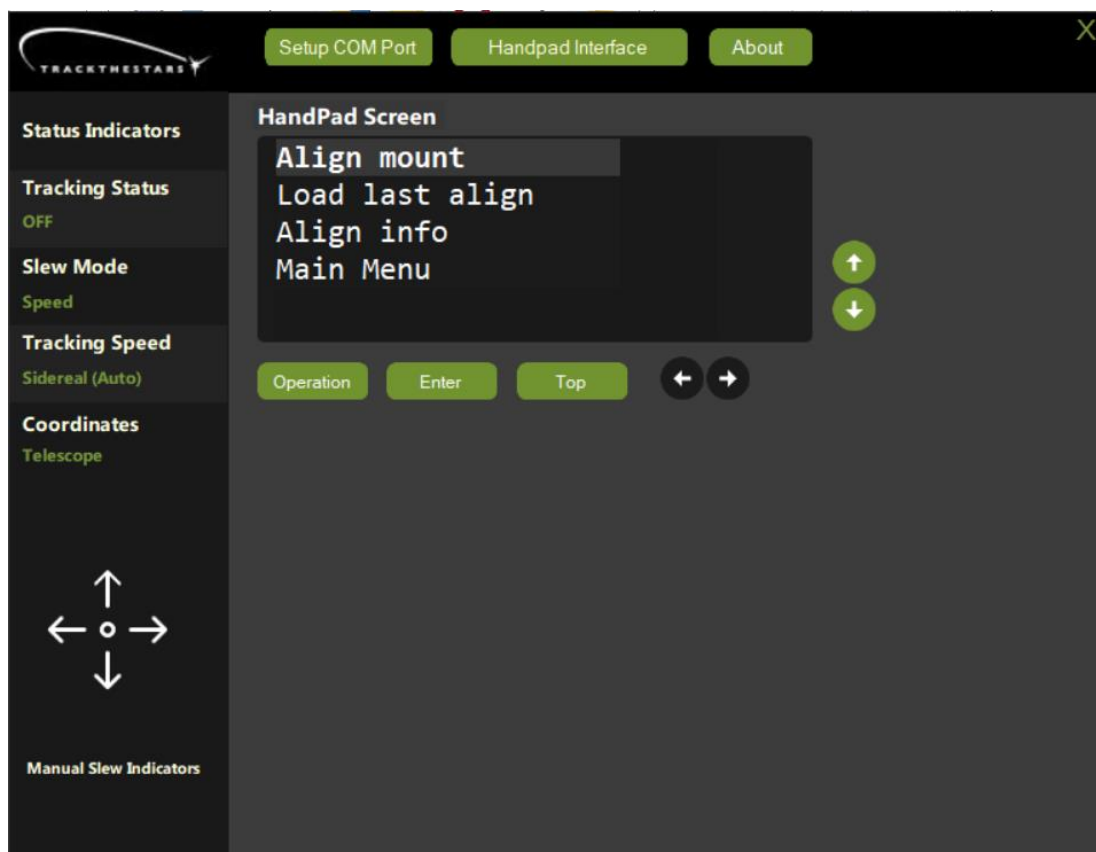 TRACKTHESTARS
Setup COM Port
Handpad Interface
About
X
Status Indicators
Tracking Status
OFF
Slew Mode
Speed
Tracking Speed
Sidereal (Auto)
Coordinates
Telescope
Manual Slew Indicators
HandPad Screen
Align mount
Load last align
Align info
Main Menu
Operation
Enter
Top